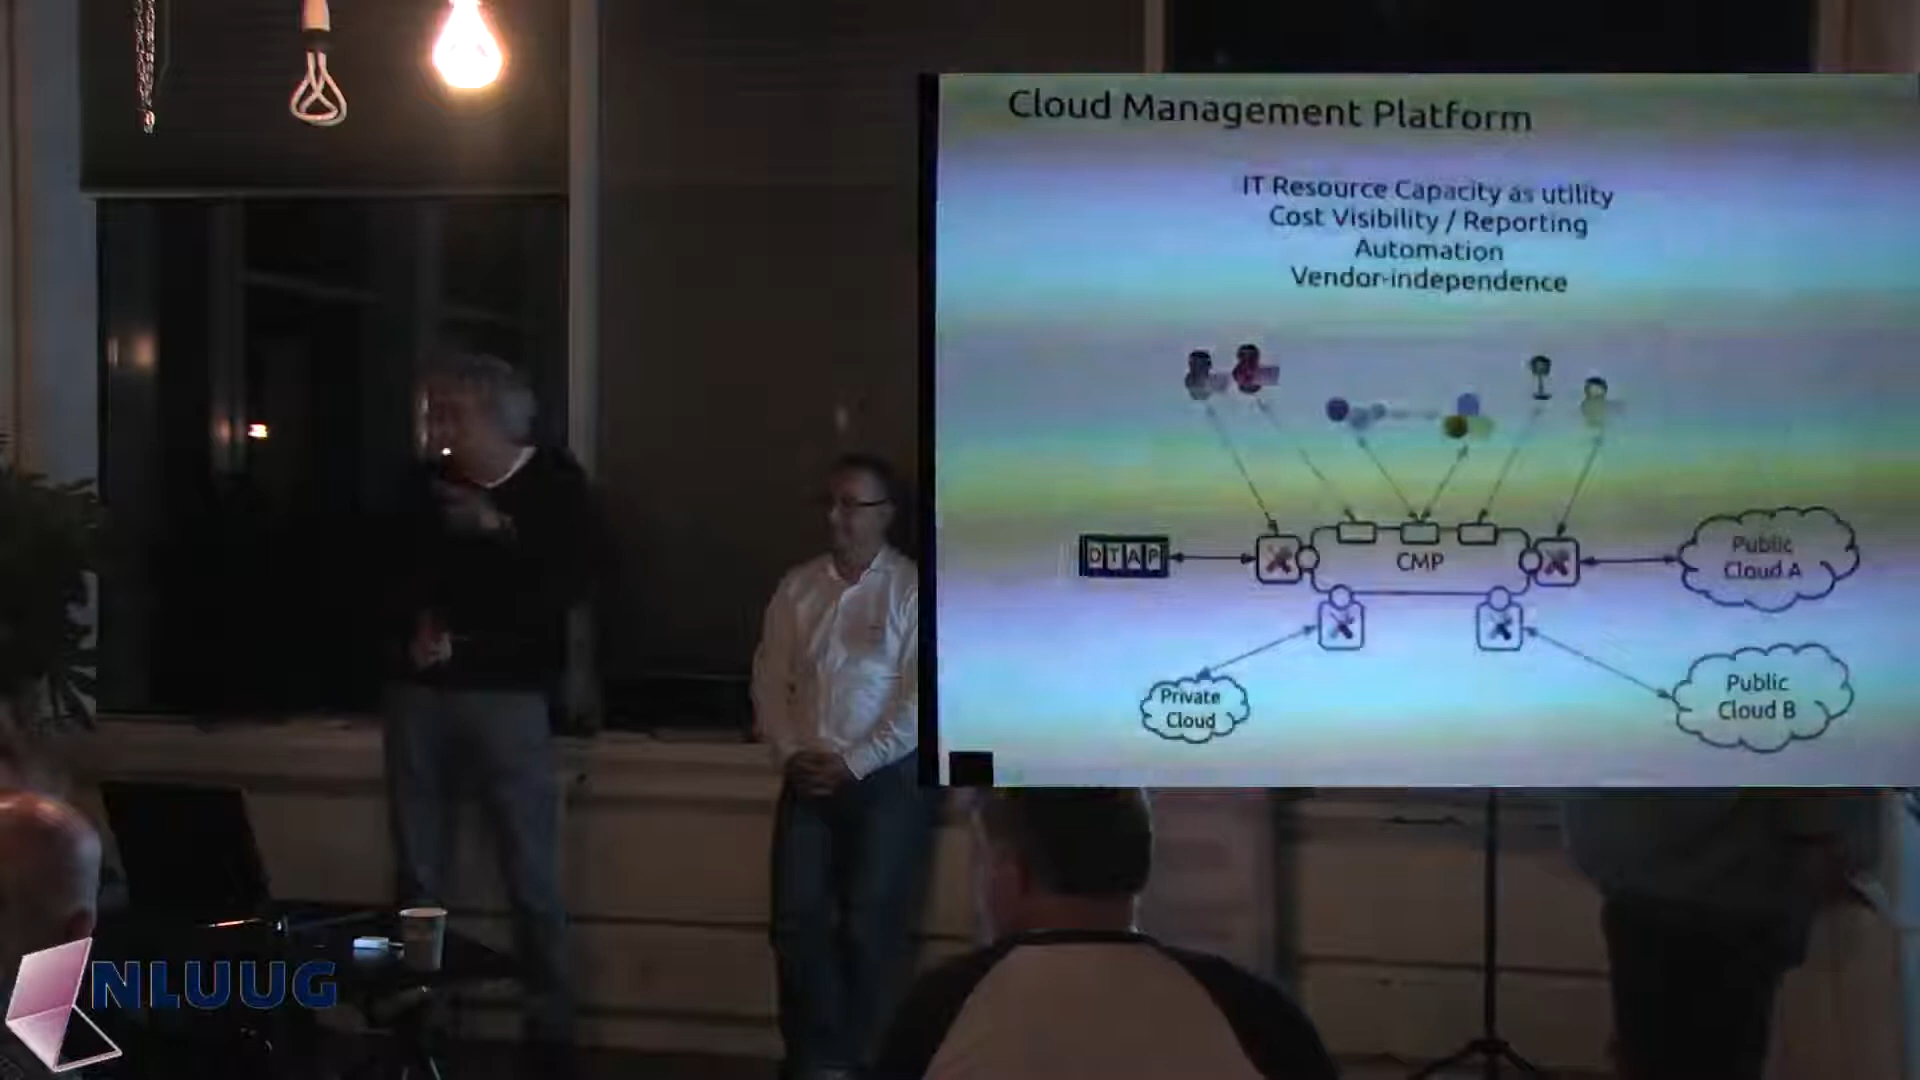 Cloud Management Platform
IT Resource Capacity as utility
Cost Visibility / Reporting
Automation
Vendor-independence
DTAP
CMP
Public
Cloud A
Private
Cloud
Public
Cloud B
NLUUG